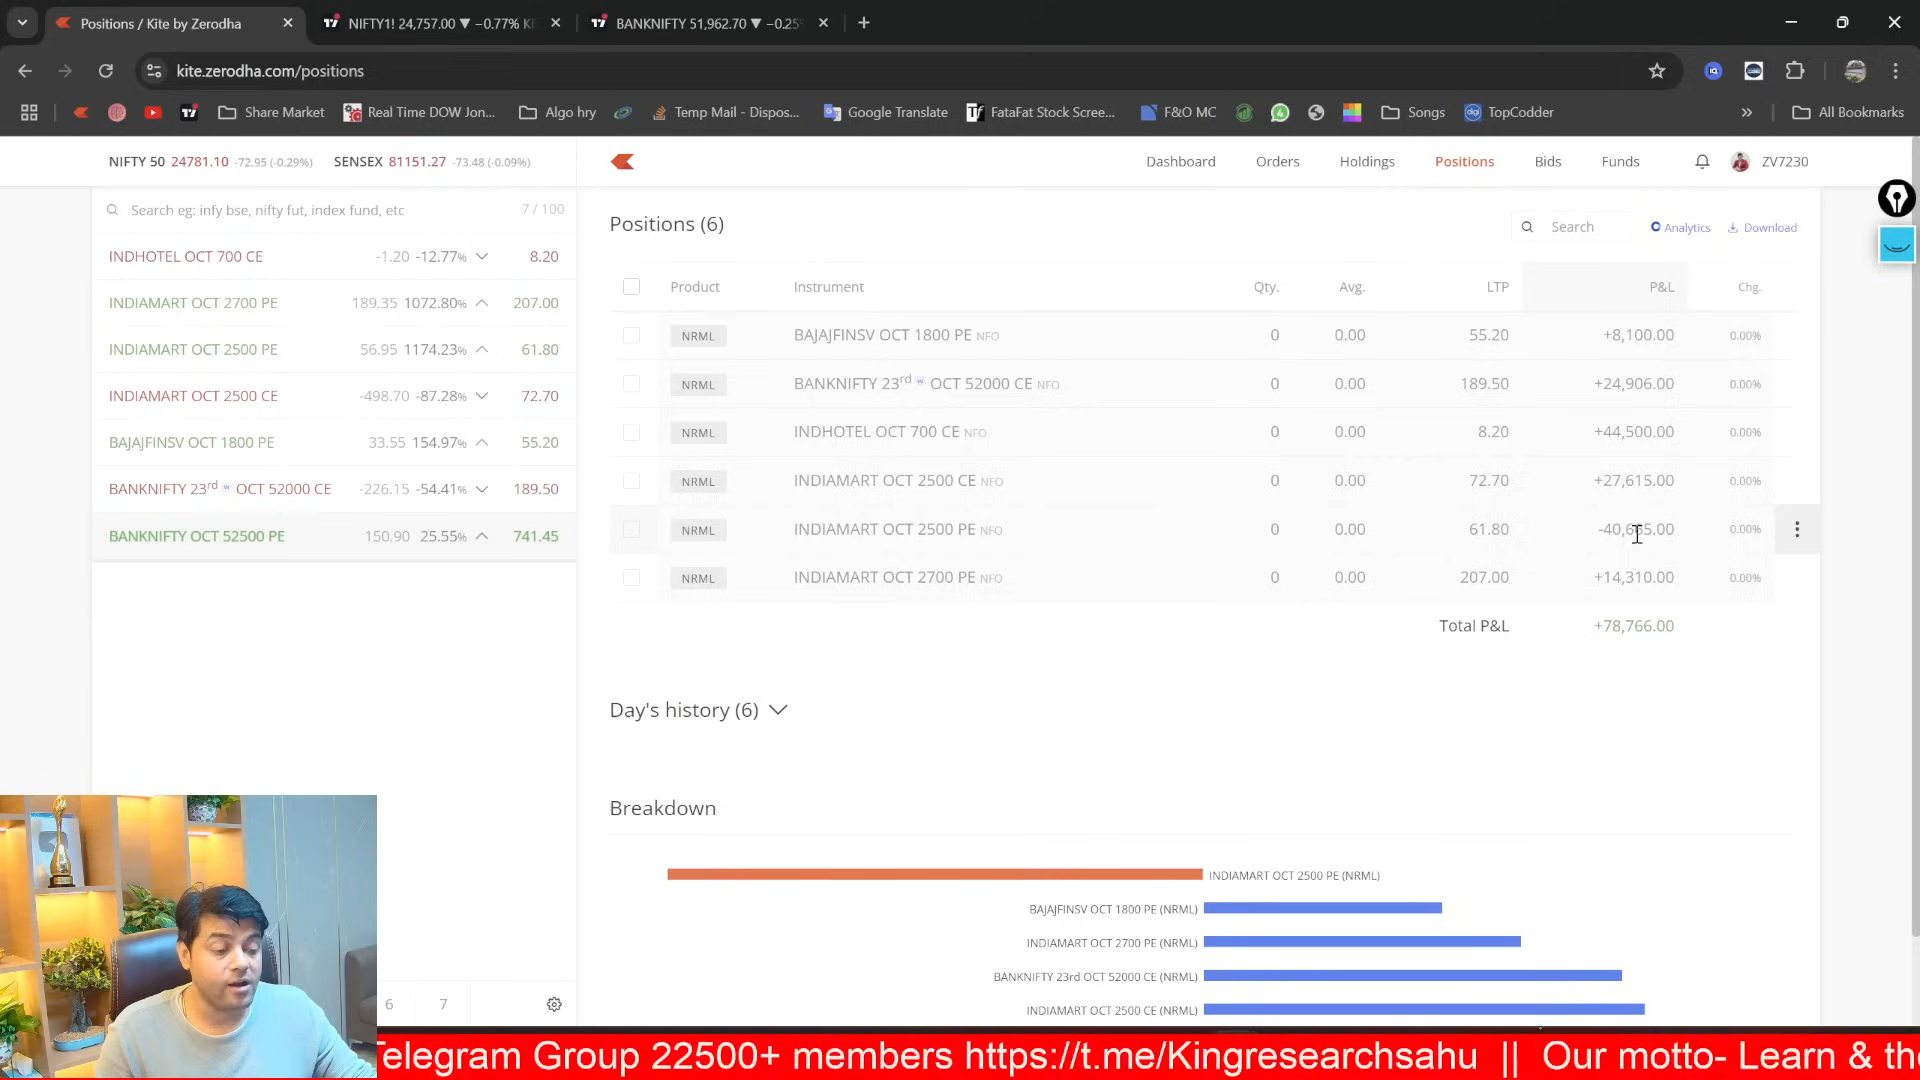 Positions / Kite by Zerodha
NIFTY1! 24,757.00 ▼ −0.77%
BANKNIFTY 51,962.70 ▼ −0.25%
kite.zerodha.com/positions
Share Market
Real Time DOW Jon...
Algo hry
Temp Mail - Dispos...
Google Translate
FataFat Stock Scree...
F&O MC
Songs
TopCoder
All Bookmarks
NIFTY 50 24781.10 -72.95 (-0.29%) SENSEX 81151.27 -73.48 (-0.09%)
Dashboard Orders Holdings Positions Bids Funds ZV7230
Search eg: infy bse, nifty fut, index fund, etc 7 / 100
INDHOTEL OCT 700 CE -1.20 -12.77% 8.20
INDIAMART OCT 2700 PE 189.35 1072.80% 207.00
INDIAMART OCT 2500 PE 56.95 1174.23% 61.80
INDIAMART OCT 2500 CE -498.70 -87.28% 72.70
BAJAJFINSV OCT 1800 PE 33.55 154.97% 55.20
BANKNIFTY 23rd w OCT 52000 CE -226.15 -54.41% 189.50
BANKNIFTY OCT 52500 PE 150.90 25.55% 741.45
6 7
Positions (6)
Search Analytics Download
Product Instrument Qty. Avg. LTP P&L Chg.
NRML BAJAJFINSV OCT 1800 PE NFO 0 0.00 55.20 +8,100.00 0.00%
NRML BANKNIFTY 23rd w OCT 52000 CE NFO 0 0.00 189.50 +24,906.00 0.00%
NRML INDHOTEL OCT 700 CE NFO 0 0.00 8.20 +44,500.00 0.00%
NRML INDIAMART OCT 2500 CE NFO 0 0.00 72.70 +27,615.00 0.00%
NRML INDIAMART OCT 2500 PE NFO 0 0.00 61.80 -40,665.00 0.00%
NRML INDIAMART OCT 2700 PE NFO 0 0.00 207.00 +14,310.00 0.00%
Total P&L +78,766.00
Day's history (6)
Breakdown
INDIAMART OCT 2500 PE (NRML)
BAJAJFINSV OCT 1800 PE (NRML)
INDIAMART OCT 2700 PE (NRML)
BANKNIFTY 23rd OCT 52000 CE (NRML)
INDIAMART OCT 2500 CE (NRML)
Telegram Group 22500+ members https://t.me/Kingresearchsahu || Our motto- Learn & the